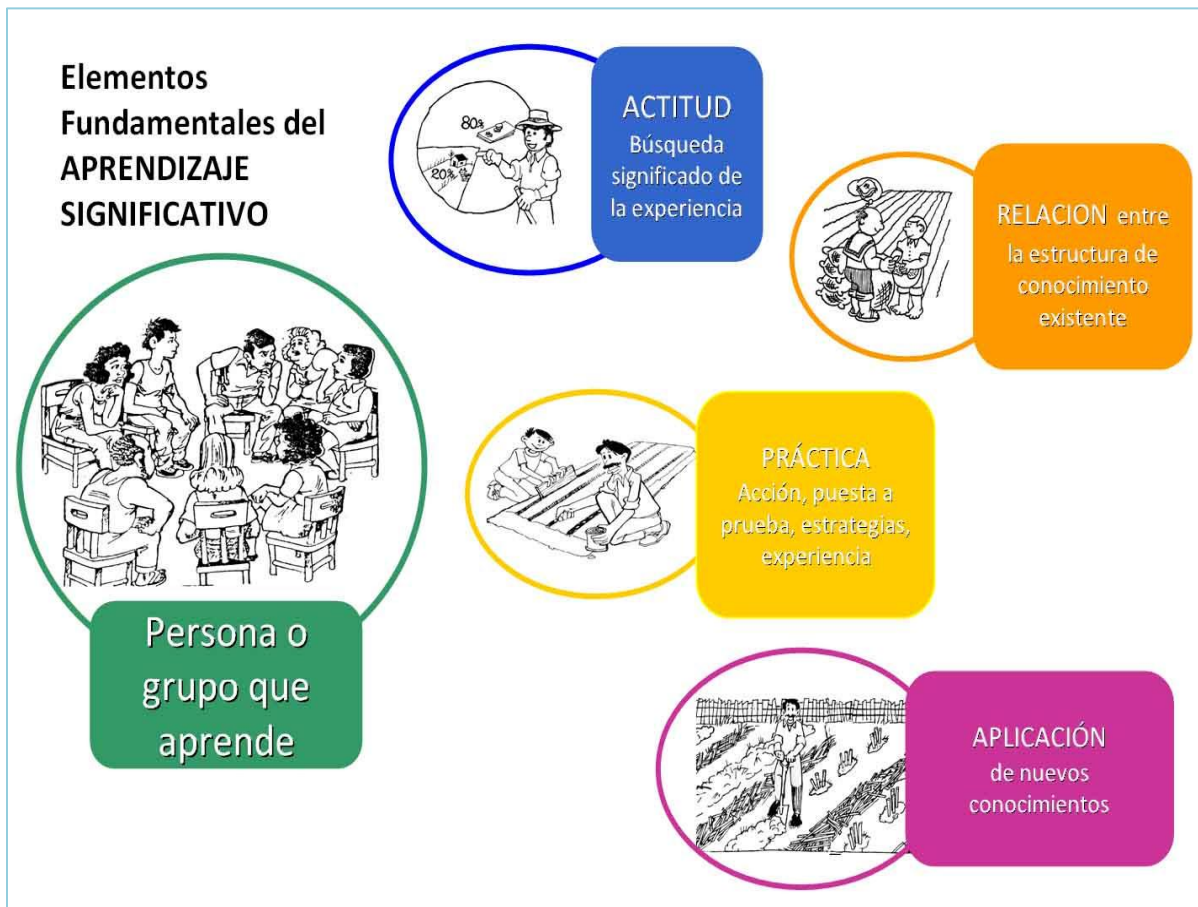 Elementos
Fundamentales del
APRENDIZAJE
SIGNIFICATIVO
ACTITUD
Búsqueda
significado de
la experiencia
80%
20%
RELACION entre
la estructura de
conocimiento
existente
PRÁCTICA
Acción, puesta a
prueba, estrategias,
experiencia
Persona o
grupo que
aprende
APLICACIÓN
de nuevos
conocimientos